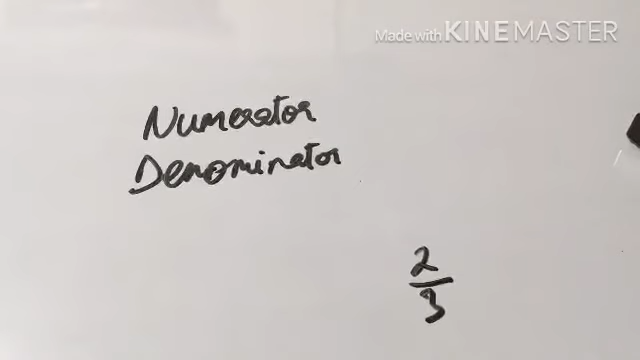 Made with KINEMASTER
Numerator
Denominator
2
3